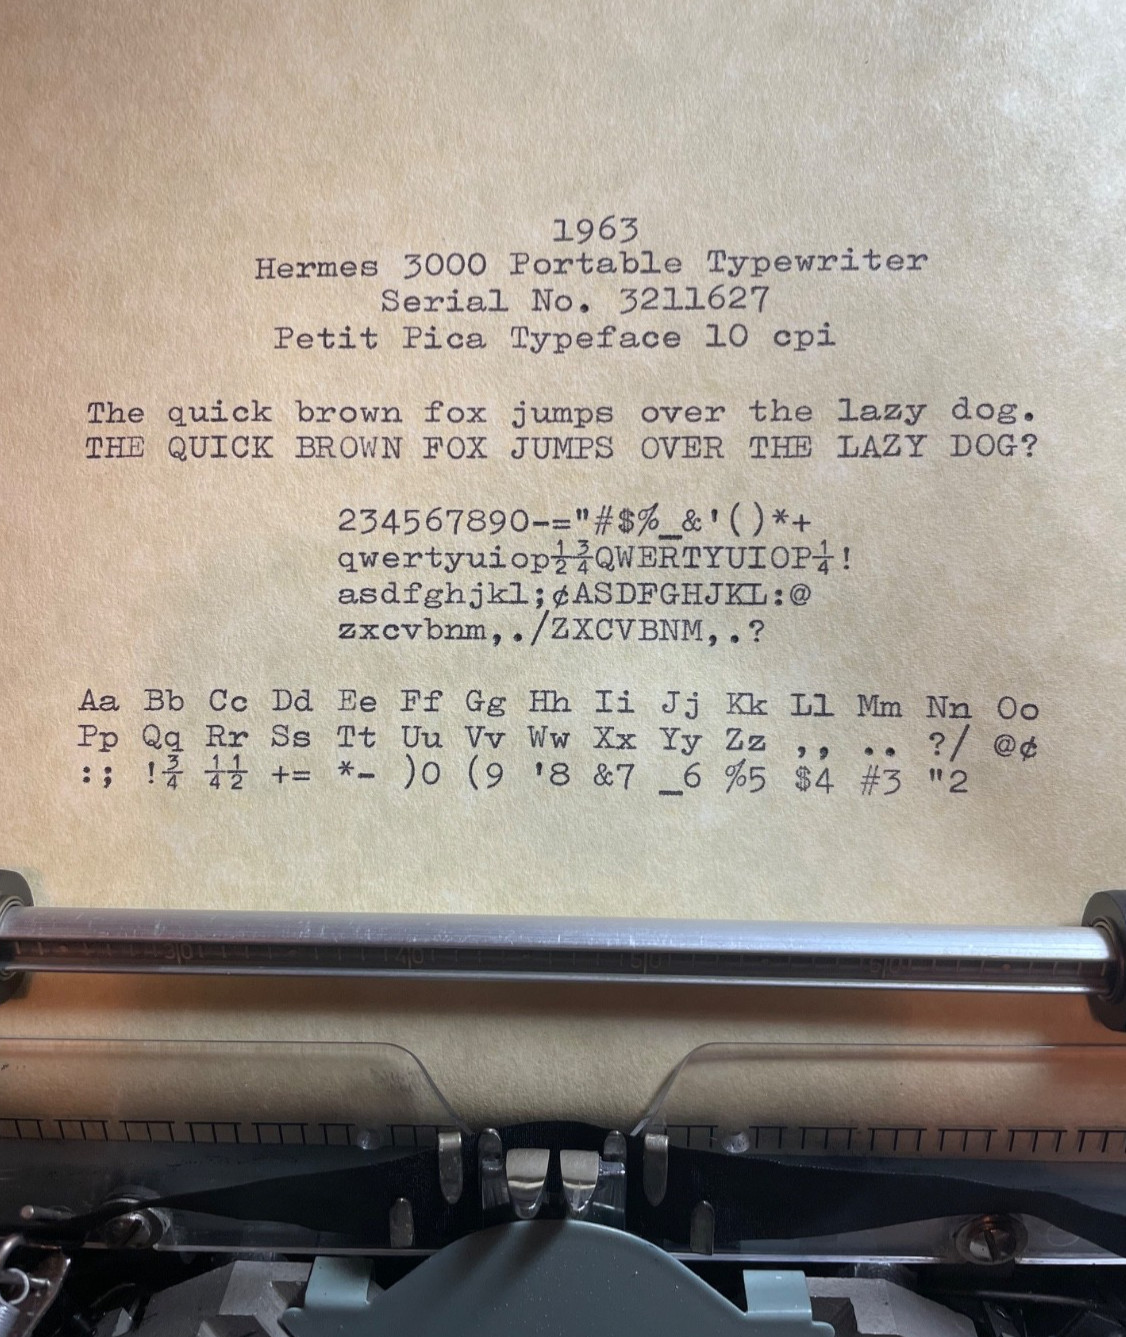 1963
Hermes 3000 Portable Typewriter
Serial No. 3211627
Petit Pica Typeface 10 cpi
The quick brown fox jumps over the lazy dog.
THE QUICK BROWN FOX JUMPS OVER THE LAZY DOG?
234567890-="#$%_&'()*+
qwertyuiop½¾QWERTYUIOP¼!
asdfghjkl;¢ASDFGHJKL:@
zxcvbnm,./ZXCVBNM,.?
Aa Bb Cc Dd Ee Ff Gg Hh Ii Jj Kk Ll Mm Nn Oo
Pp Qq Rr Ss Tt Uu Vv Ww Xx Yy Zz ,, .. ?/ @¢
:; !¾ ¼½ += *- )0 (9 '8 &7 _6 %5 $4 #3 "2